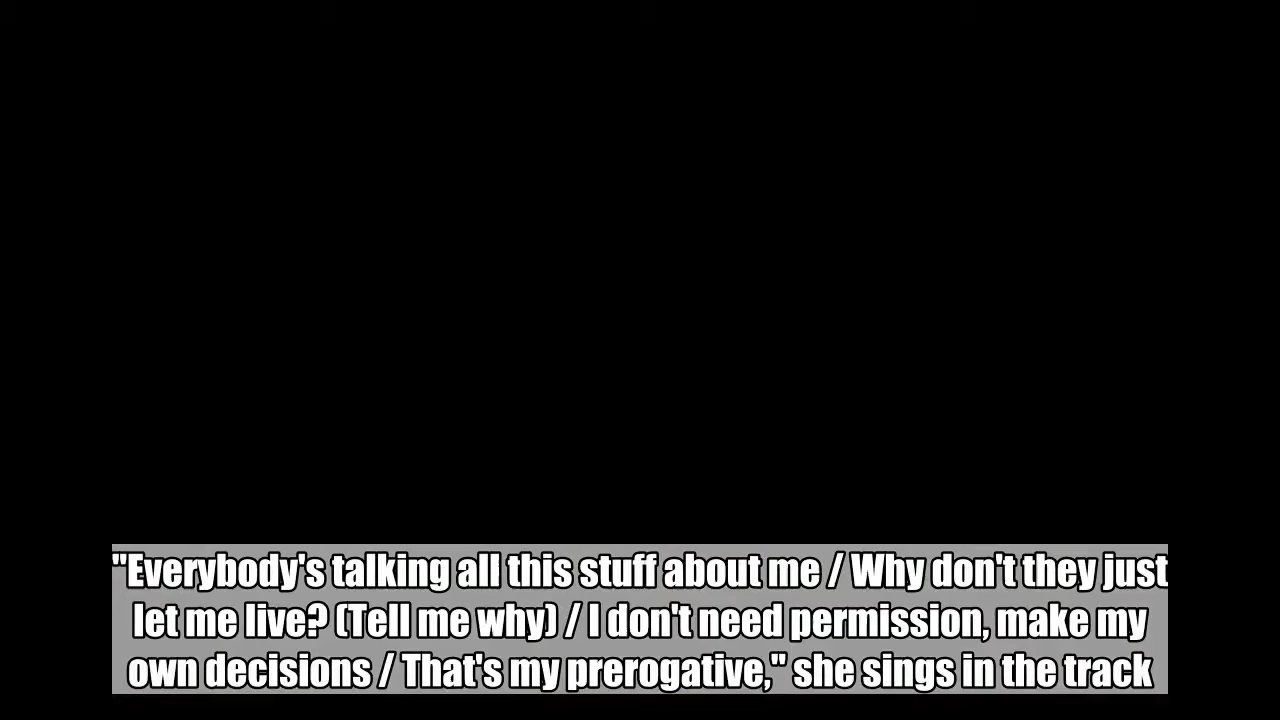 "Everybody's talking all this stuff about me / Why don't they just
let me live? (Tell me why) / I don't need permission, make my
own decisions / That's my prerogative," she sings in the track